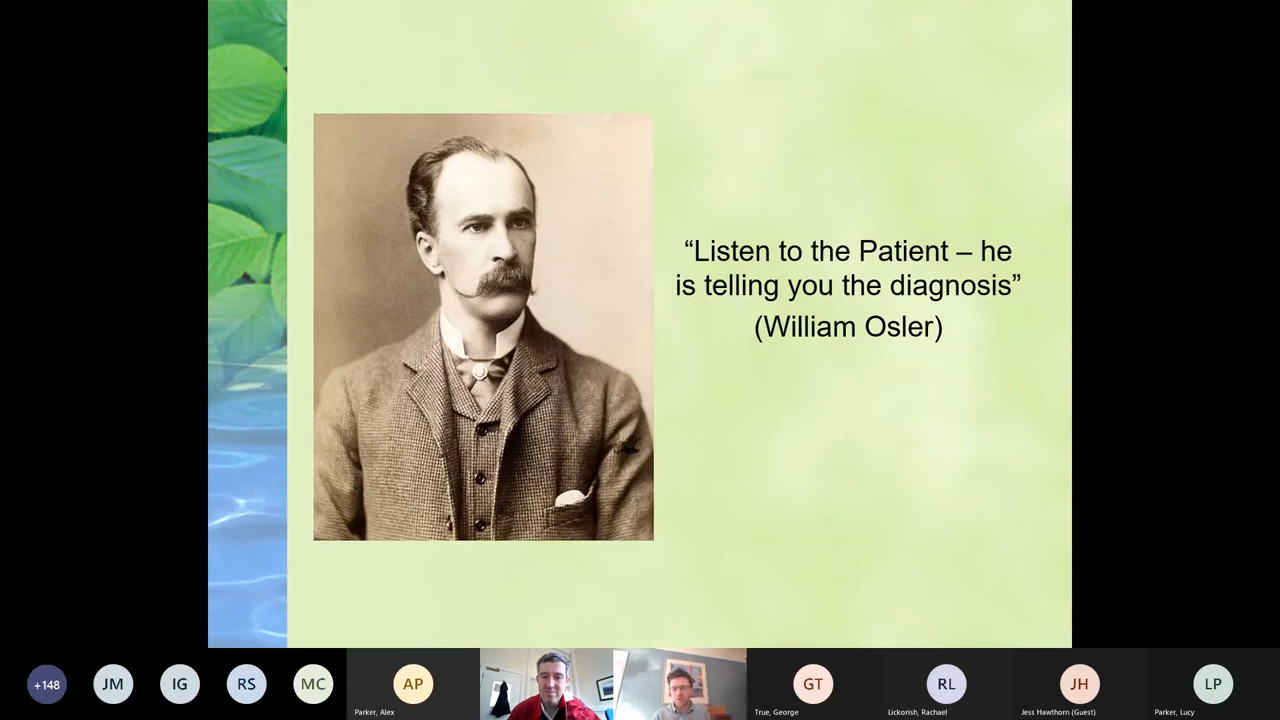 “Listen to the Patient – he
is telling you the diagnosis”
(William Osler)
+148
JM
IG
RS
MC
AP
Parker, Alex
GT
True, George
RL
Lickorish, Rachael
JH
Jess Hawthorn (Guest)
LP
Parker, Lucy